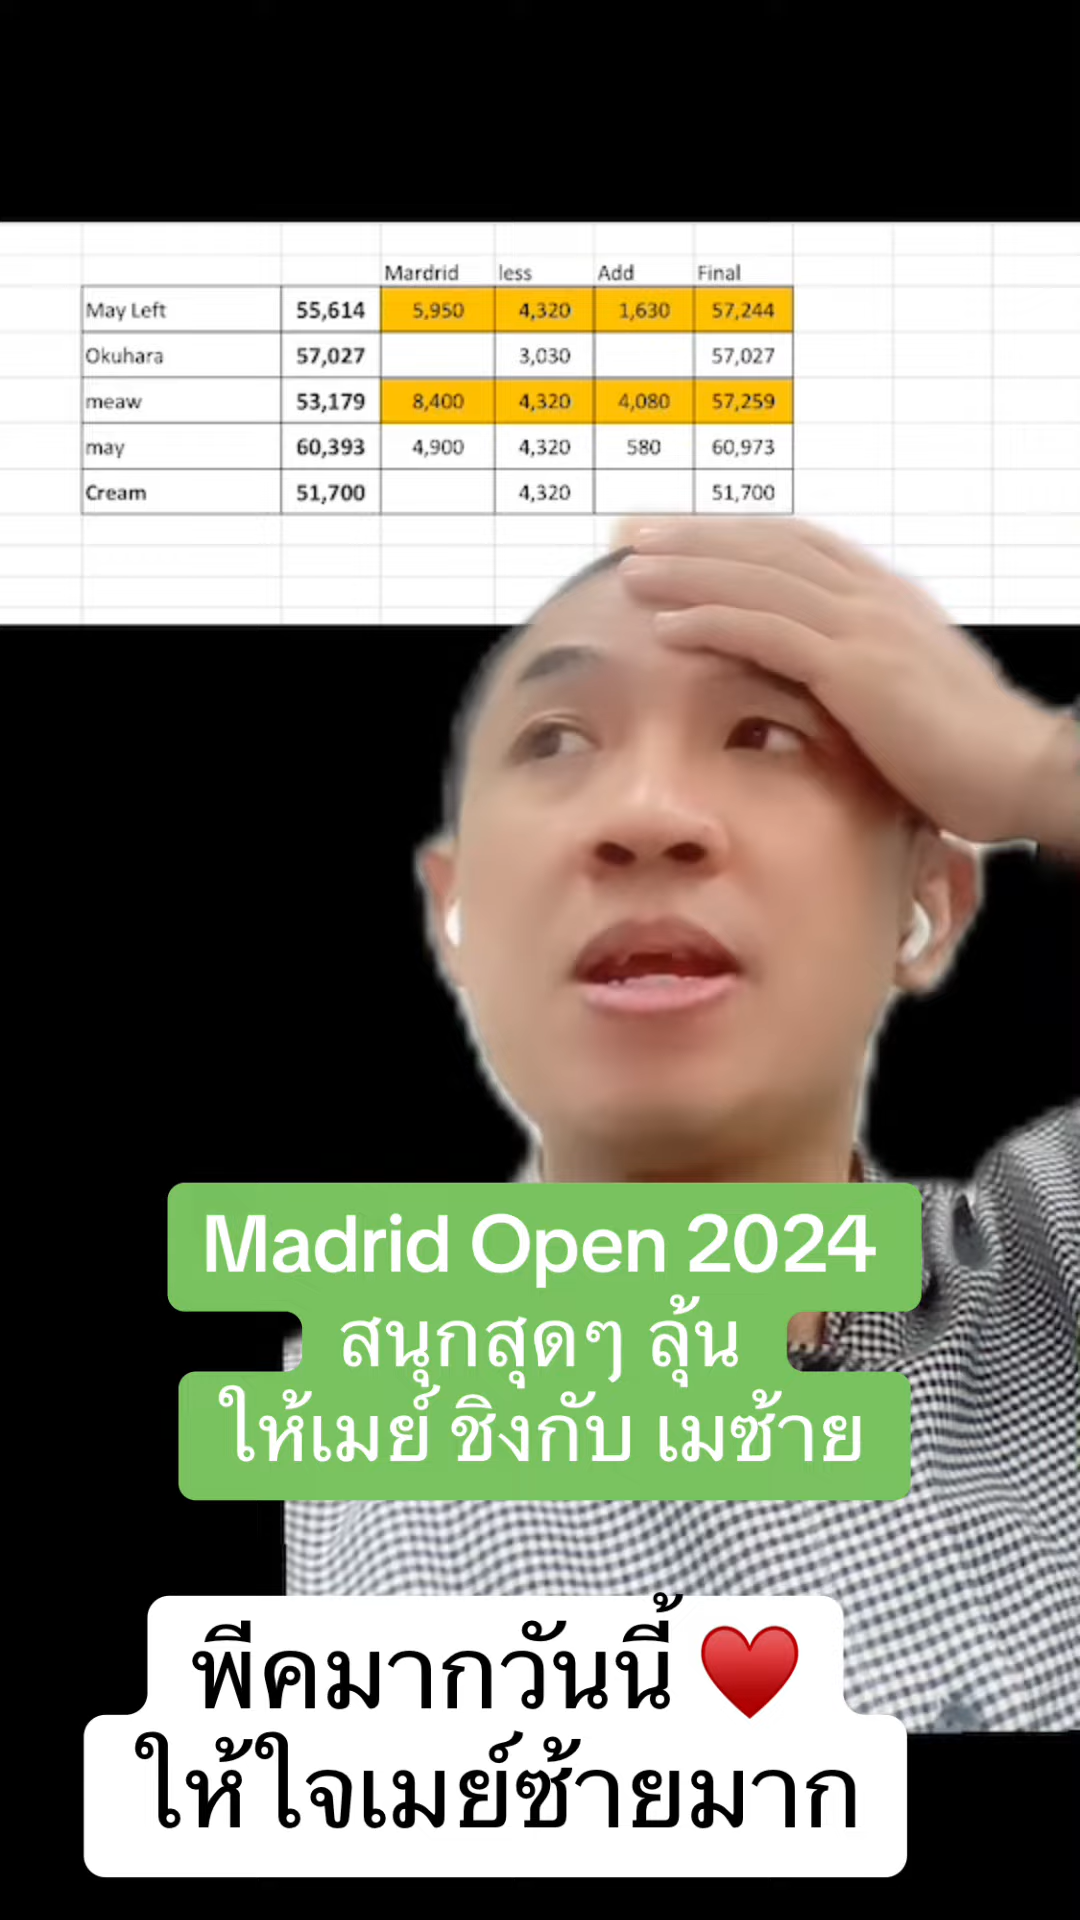 Mardrid less Add Final
May Left 55,614 5,950 4,320 1,630 57,244
Okuhara 57,027 3,030 57,027
meaw 53,179 8,400 4,320 4,080 57,259
may 60,393 4,900 4,320 580 60,973
Cream 51,700 4,320 51,700
Madrid Open 2024
สนุกสุดๆ ลุ้น
ให้เมย์ ชิงกับ เมซ้าย
พีคมากวันนี้ ♥️
ให้ใจเมย์ซ้ายมาก